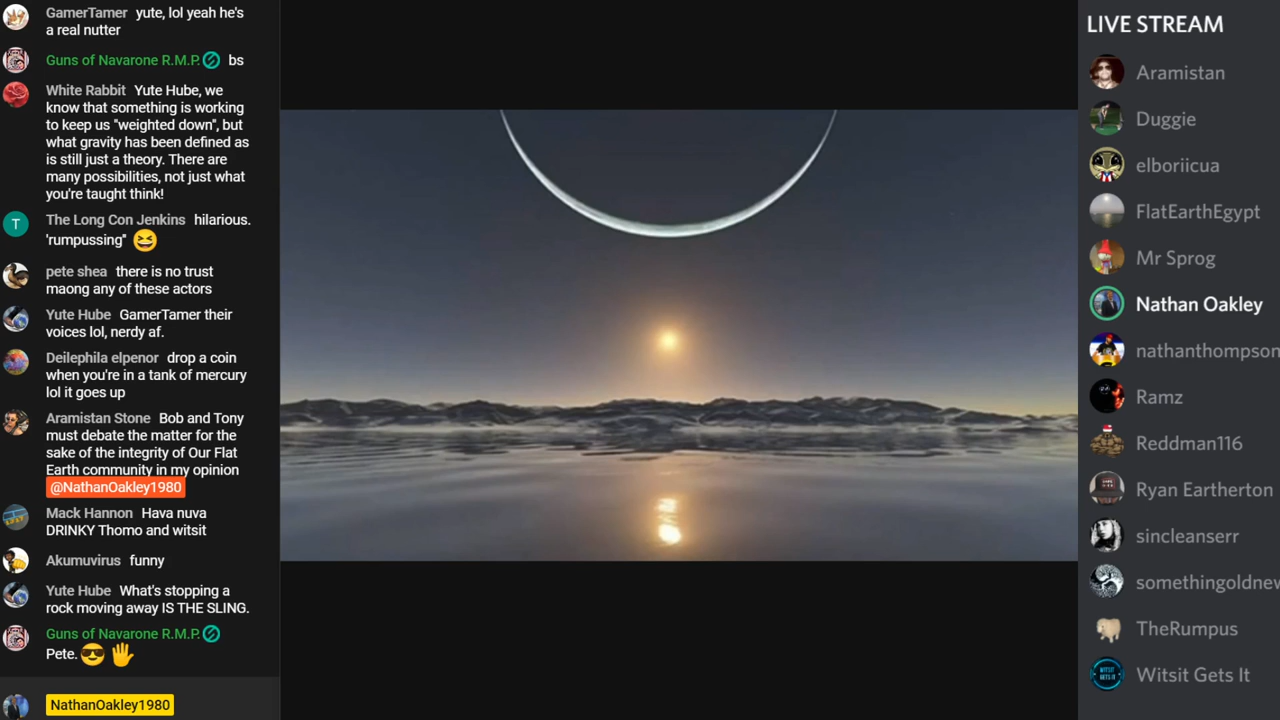 GamerTamer yute, lol yeah he's
a real nutter
Guns of Navarone R.M.P. bs
White Rabbit Yute Hube, we
know that something is working
to keep us "weighted down", but
what gravity has been defined as
is still just a theory. There are
many possibilities, not just what
you're taught think!
The Long Con Jenkins hilarious.
'rumpussing"
pete shea there is no trust
maong any of these actors
Yute Hube GamerTamer their
voices lol, nerdy af.
Deilephila elpenor drop a coin
when you're in a tank of mercury
lol it goes up
Aramistan Stone Bob and Tony
must debate the matter for the
sake of the integrity of Our Flat
Earth community in my opinion
@NathanOakley1980
Mack Hannon Hava nuva
DRINKY Thomo and witsit
Akumuvirus funny
Yute Hube What's stopping a
rock moving away IS THE SLING.
Guns of Navarone R.M.P.
Pete.
NathanOakley1980
LIVE STREAM
Aramistan
Duggie
elboriicua
FlatEarthEgypt
Mr Sprog
Nathan Oakley
nathanthompson
Ramz
Reddman116
Ryan Eartherton
sincleanserr
somethingoldnew
TheRumpus
Witsit Gets It
T
WITSIT
GETS IT